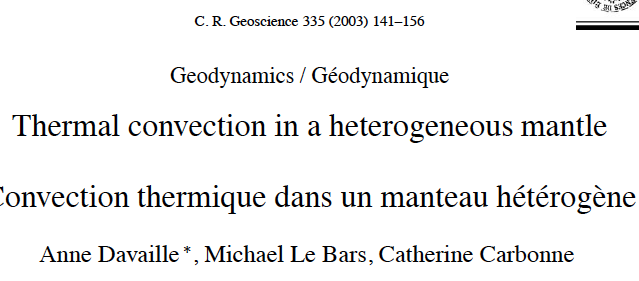 C. R. Geoscience 335 (2003) 141–156
Geodynamics / Géodynamique
Thermal convection in a heterogeneous mantle
Convection thermique dans un manteau hétérogène
Anne Davaille *, Michael Le Bars, Catherine Carbonne